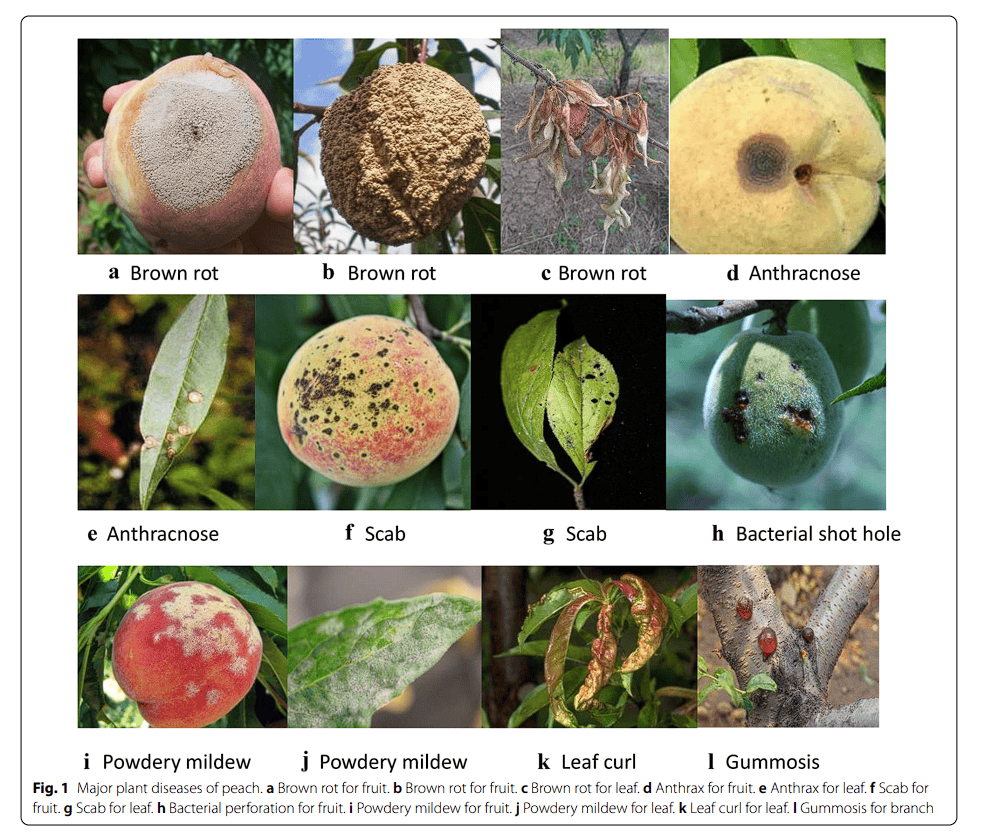 a Brown rot
b Brown rot
c Brown rot
d Anthracnose
e Anthracnose
f Scab
g Scab
h Bacterial shot hole
i Powdery mildew
j Powdery mildew
k Leaf curl
l Gummosis
Fig. 1 Major plant diseases of peach. a Brown rot for fruit. b Brown rot for fruit. c Brown rot for leaf. d Anthrax for fruit. e Anthrax for leaf. f Scab for
fruit. g Scab for leaf. h Bacterial perforation for fruit. i Powdery mildew for fruit. j Powdery mildew for leaf. k Leaf curl for leaf. l Gummosis for branch